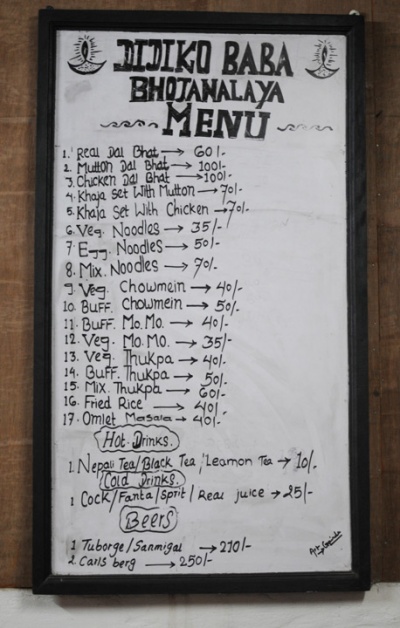 DIDIKO BABA
BHOJANALAYA
MENU
1. Real Dal Bhat → 60/-
2. Mutton Dal Bhat → 100/-
3. Chicken Dal Bhat → 100/-
4. Khaja Set With Mutton → 70/-
5. Khaja Set With Chicken → 70/-
6. Veg. Noodles → 35/-
7. Egg. Noodles → 50/-
8. Mix. Noodles → 70/-
9. Veg. Chowmein → 40/-
10. Buff. Chowmein → 50/-
11. Buff. Mo.Mo. → 40/-
12. Veg. Mo.Mo. → 35/-
13. Veg. Thukpa → 40/-
14. Buff. Thukpa → 50/-
15. Mix. Thukpa → 60/-
16. Fried Rice → 40/-
17. Omlet Masala → 40/-
Hot Drinks.
1. Nepali Tea/Black Tea/Leamon Tea → 10/-
Cold Drinks.
1 Cock/Fanta/Sprit/Real juice → 25/-
Beers
1 Tuborge/Sanmigal → 210/-
2. Carls berg → 250/-